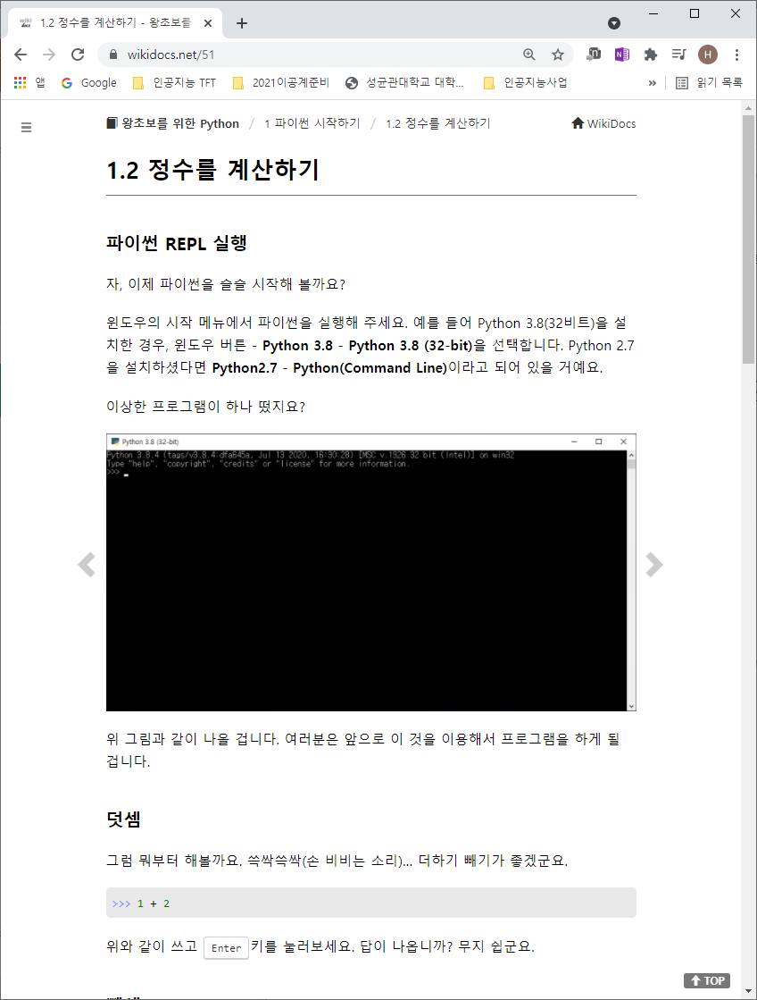 wiki docs 1.2 정수를 계산하기 - 왕초보를
wikidocs.net/51
H
앱 Google 인공지능 TFT 2021이공계준비 성균관대학교 대학... 인공지능사업 » 읽기 목록
왕초보를 위한 Python / 1 파이썬 시작하기 / 1.2 정수를 계산하기 WikiDocs
1.2 정수를 계산하기
파이썬 REPL 실행
자, 이제 파이썬을 슬슬 시작해 볼까요?
윈도우의 시작 메뉴에서 파이썬을 실행해 주세요. 예를 들어 Python 3.8(32비트)을 설
치한 경우, 윈도우 버튼 - Python 3.8 - Python 3.8 (32-bit)을 선택합니다. Python 2.7
을 설치하셨다면 Python2.7 - Python(Command Line)이라고 되어 있을 거예요.
이상한 프로그램이 하나 떴지요?
Python 3.8 (32-bit)
Python 3.8.4 (tags/v3.8.4:dfa645a, Jul 13 2020, 16:30:28) [MSC v.1926 32 bit (Intel)] on win32
Type "help", "copyright", "credits" or "license" for more information.
>>>
위 그림과 같이 나올 겁니다. 여러분은 앞으로 이 것을 이용해서 프로그램을 하게 될
겁니다.
덧셈
그럼 뭐부터 해볼까요. 쓱싹쓱싹(손 비비는 소리)... 더하기 빼기가 좋겠군요.
>>> 1 + 2
위와 같이 쓰고 Enter 키를 눌러보세요. 답이 나옵니까? 무지 쉽군요.
TOP